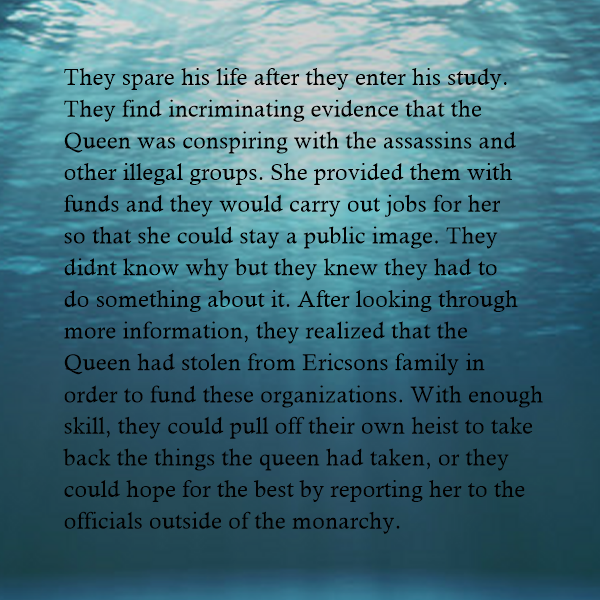 They spare his life after they enter his study.
They find incriminating evidence that the
Queen was conspiring with the assassins and
other illegal groups. She provided them with
funds and they would carry out jobs for her
so that she could stay a public image. They
didnt know why but they knew they had to
do something about it. After looking through
more information, they realized that the
Queen had stolen from Ericsons family in
order to fund these organizations. With enough
skill, they could pull off their own heist to take
back the things the queen had taken, or they
could hope for the best by reporting her to the
officials outside of the monarchy.